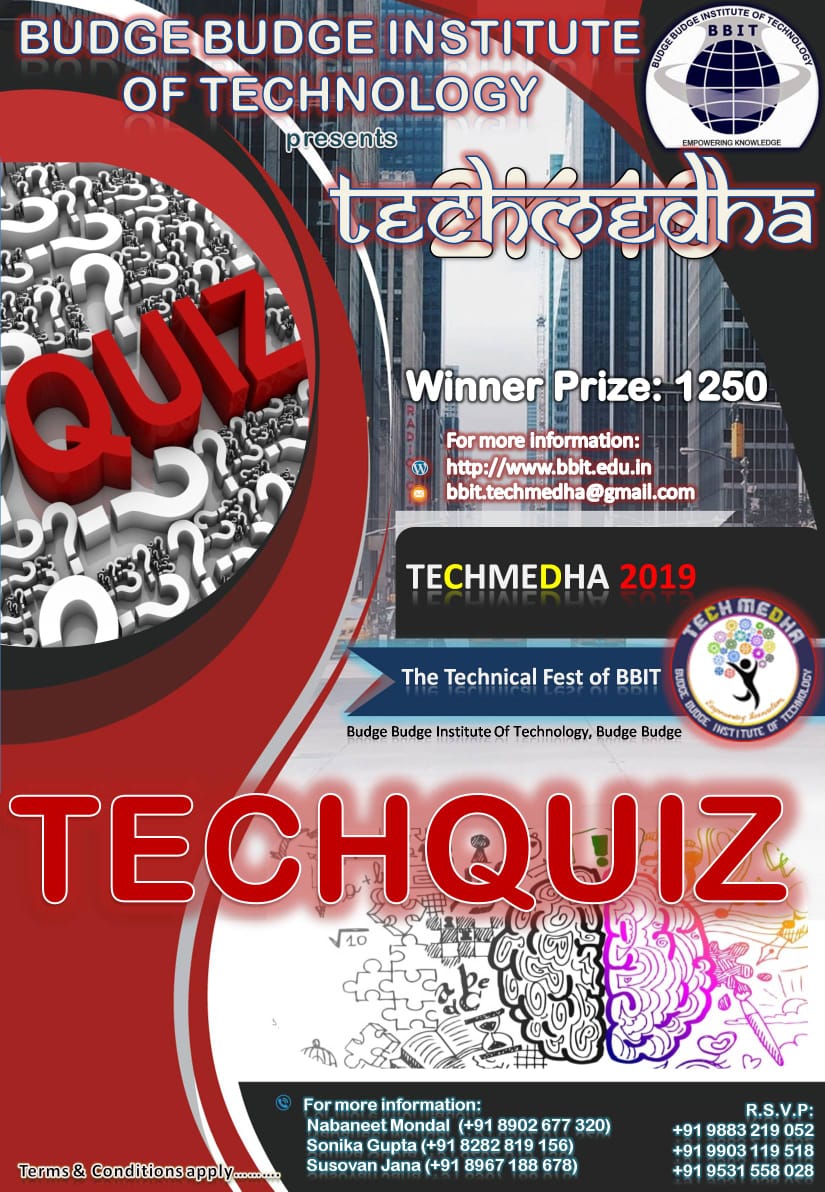 BUDGE BUDGE INSTITUTE
OF TECHNOLOGY
presents
BUDGE BUDGE INSTITUTE OF TECHNOLOGY
BBIT
EMPOWERING KNOWLEDGE
techmedha
QUIZ
Winner Prize: 1250
For more information:
http://www.bbit.edu.in
bbit.techmedha@gmail.com
TECHMEDHA 2019
TECH MEDHA
Empowering Innovation
BUDGE BUDGE INSTITUTE OF TECHNOLOGY
The Technical Fest of BBIT
Budge Budge Institute Of Technology, Budge Budge
TECHQUIZ
√10
For more information:
Nabaneet Mondal (+91 8902 677 320)
Sonika Gupta (+91 8282 819 156)
Susovan Jana (+91 8967 188 678)
R.S.V.P:
+91 9883 219 052
+91 9903 119 518
+91 9531 558 028
Terms & Conditions apply..........